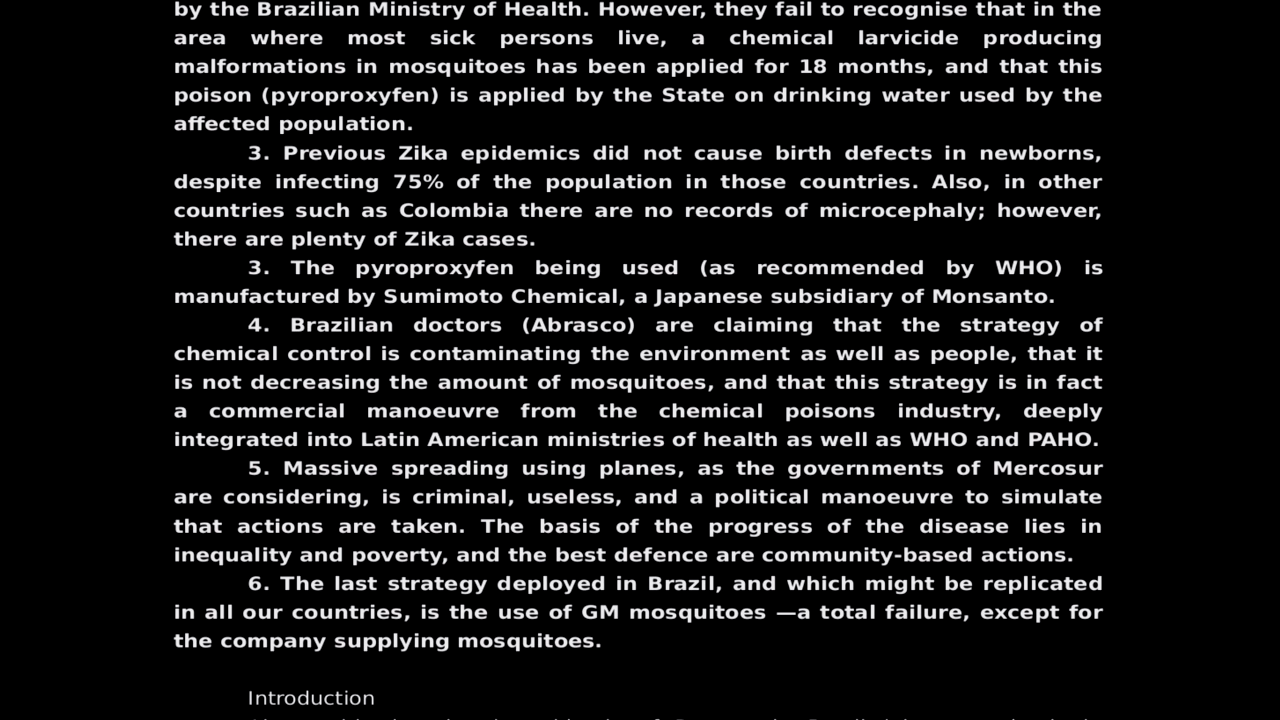 by the Brazilian Ministry of Health. However, they fail to recognise that in the
area where most sick persons live, a chemical larvicide producing
malformations in mosquitoes has been applied for 18 months, and that this
poison (pyroproxyfen) is applied by the State on drinking water used by the
affected population.
3. Previous Zika epidemics did not cause birth defects in newborns,
despite infecting 75% of the population in those countries. Also, in other
countries such as Colombia there are no records of microcephaly; however,
there are plenty of Zika cases.
3. The pyroproxyfen being used (as recommended by WHO) is
manufactured by Sumimoto Chemical, a Japanese subsidiary of Monsanto.
4. Brazilian doctors (Abrasco) are claiming that the strategy of
chemical control is contaminating the environment as well as people, that it
is not decreasing the amount of mosquitoes, and that this strategy is in fact
a commercial manoeuvre from the chemical poisons industry, deeply
integrated into Latin American ministries of health as well as WHO and PAHO.
5. Massive spreading using planes, as the governments of Mercosur
are considering, is criminal, useless, and a political manoeuvre to simulate
that actions are taken. The basis of the progress of the disease lies in
inequality and poverty, and the best defence are community-based actions.
6. The last strategy deployed in Brazil, and which might be replicated
in all our countries, is the use of GM mosquitoes —a total failure, except for
the company supplying mosquitoes.
Introduction